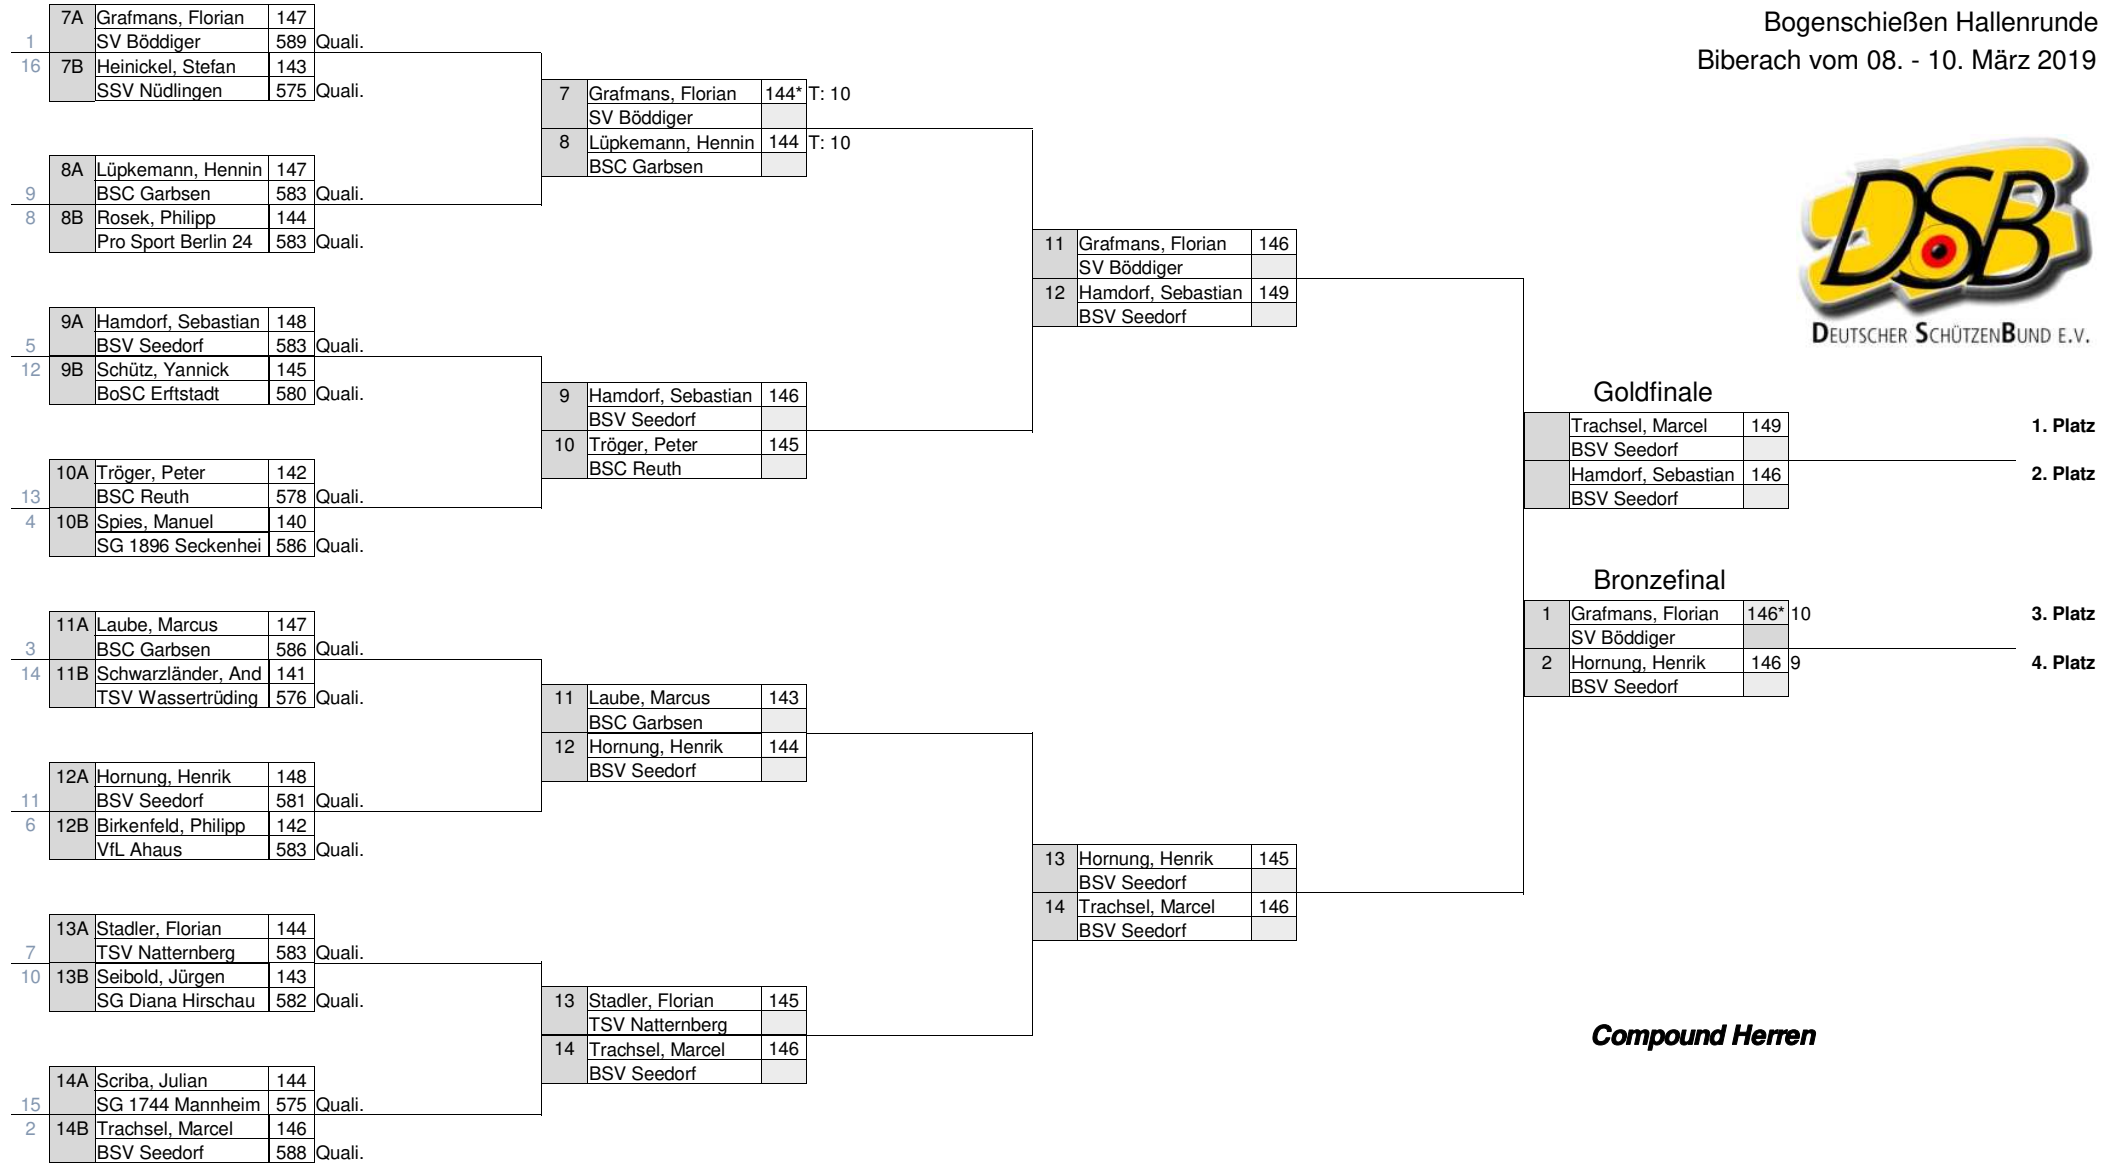 Bogenschießen Hallenrunde
Biberach vom 08. - 10. März 2019
DSB
DEUTSCHER SCHÜTZENBUND E.V.
7A Grafmans, Florian 147
1 SV Böddiger 589 Quali.
16 7B Heinickel, Stefan 143
SSV Nüdlingen 575 Quali.
8A Lüpkemann, Hennin 147
9 BSC Garbsen 583 Quali.
8 8B Rosek, Philipp 144
Pro Sport Berlin 24 583 Quali.
9A Hamdorf, Sebastian 148
5 BSV Seedorf 583 Quali.
12 9B Schütz, Yannick 145
BoSC Erftstadt 580 Quali.
10A Tröger, Peter 142
13 BSC Reuth 578 Quali.
4 10B Spies, Manuel 140
SG 1896 Seckenhei 586 Quali.
11A Laube, Marcus 147
3 BSC Garbsen 586 Quali.
14 11B Schwarzländer, And 141
TSV Wassertrüding 576 Quali.
12A Hornung, Henrik 148
11 BSV Seedorf 581 Quali.
6 12B Birkenfeld, Philipp 142
VfL Ahaus 583 Quali.
13A Stadler, Florian 144
7 TSV Natternberg 583 Quali.
10 13B Seibold, Jürgen 143
SG Diana Hirschau 582 Quali.
14A Scriba, Julian 144
15 SG 1744 Mannheim 575 Quali.
2 14B Trachsel, Marcel 146
BSV Seedorf 588 Quali.
7 Grafmans, Florian 144* T: 10
SV Böddiger
8 Lüpkemann, Hennin 144 T: 10
BSC Garbsen
9 Hamdorf, Sebastian 146
BSV Seedorf
10 Tröger, Peter 145
BSC Reuth
11 Laube, Marcus 143
BSC Garbsen
12 Hornung, Henrik 144
BSV Seedorf
13 Stadler, Florian 145
TSV Natternberg
14 Trachsel, Marcel 146
BSV Seedorf
11 Grafmans, Florian 146
SV Böddiger
12 Hamdorf, Sebastian 149
BSV Seedorf
13 Hornung, Henrik 145
BSV Seedorf
14 Trachsel, Marcel 146
BSV Seedorf
Goldfinale
Trachsel, Marcel 149 1. Platz
BSV Seedorf
Hamdorf, Sebastian 146 2. Platz
BSV Seedorf
Bronzefinal
1 Grafmans, Florian 146* 10 3. Platz
SV Böddiger
2 Hornung, Henrik 146 9 4. Platz
BSV Seedorf
Compound Herren